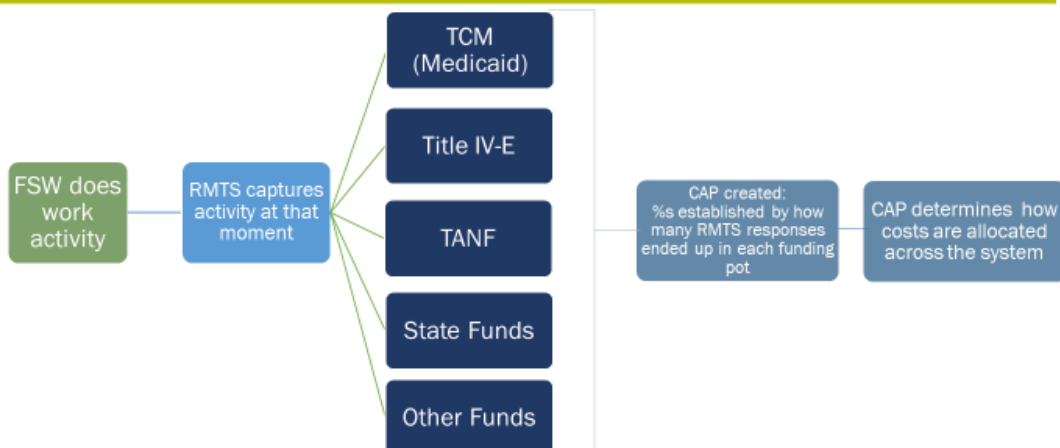 FSW does
work
activity
RMTS captures
activity at that
moment
TCM
(Medicaid)
Title IV-E
TANF
State Funds
Other Funds
CAP created:
%s established by how
many RMTS responses
ended up in each funding
pot
CAP determines how
costs are allocated
across the system